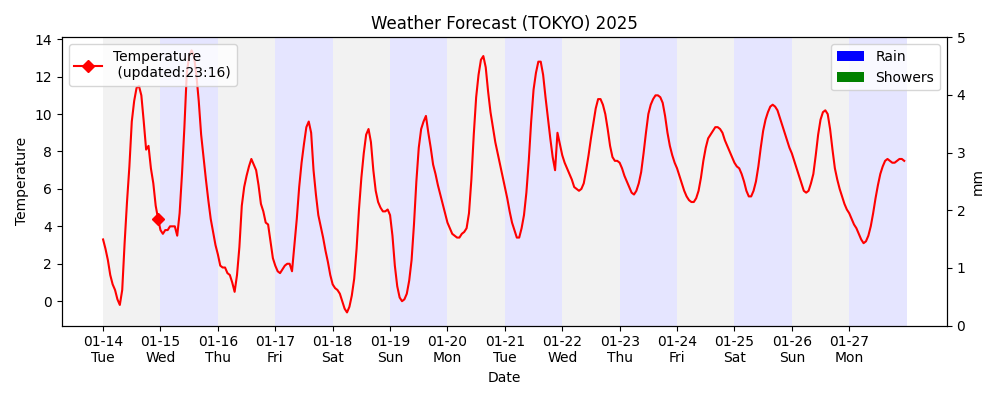 Weather Forecast (TOKYO) 2025
Temperature
(updated:23:16)
Rain
Showers
Temperature
14
12
10
8
6
4
2
0
5
4
3
2
1
0
mm
01-14 01-15 01-16 01-17 01-18 01-19 01-20 01-21 01-22 01-23 01-24 01-25 01-26 01-27
Tue Wed Thu Fri Sat Sun Mon Tue Wed Thu Fri Sat Sun Mon
Date